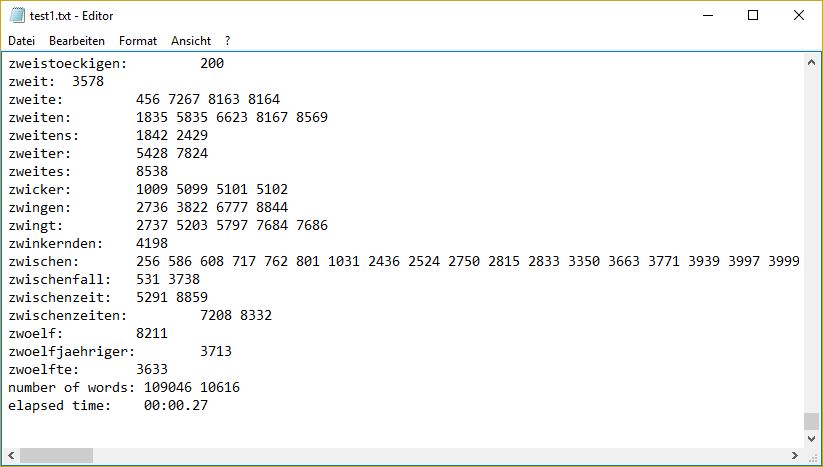 test1.txt - Editor
Datei Bearbeiten Format Ansicht ?
zweistoeckigen: 200
zweit: 3578
zweite: 456 7267 8163 8164
zweiten: 1835 5835 6623 8167 8569
zweitens: 1842 2429
zweiter: 5428 7824
zweites: 8538
zwicker: 1009 5099 5101 5102
zwingen: 2736 3822 6777 8844
zwingt: 2737 5203 5797 7684 7686
zwinkernden: 4198
zwischen: 256 586 608 717 762 801 1031 2436 2524 2750 2815 2833 3350 3663 3771 3939 3997 3999
zwischenfall: 531 3738
zwischenzeit: 5291 8859
zwischenzeiten: 7208 8332
zwoelf: 8211
zwoelfjaehriger: 3713
zwoelfte: 3633
number of words: 109046 10616
elapsed time: 00:00.27